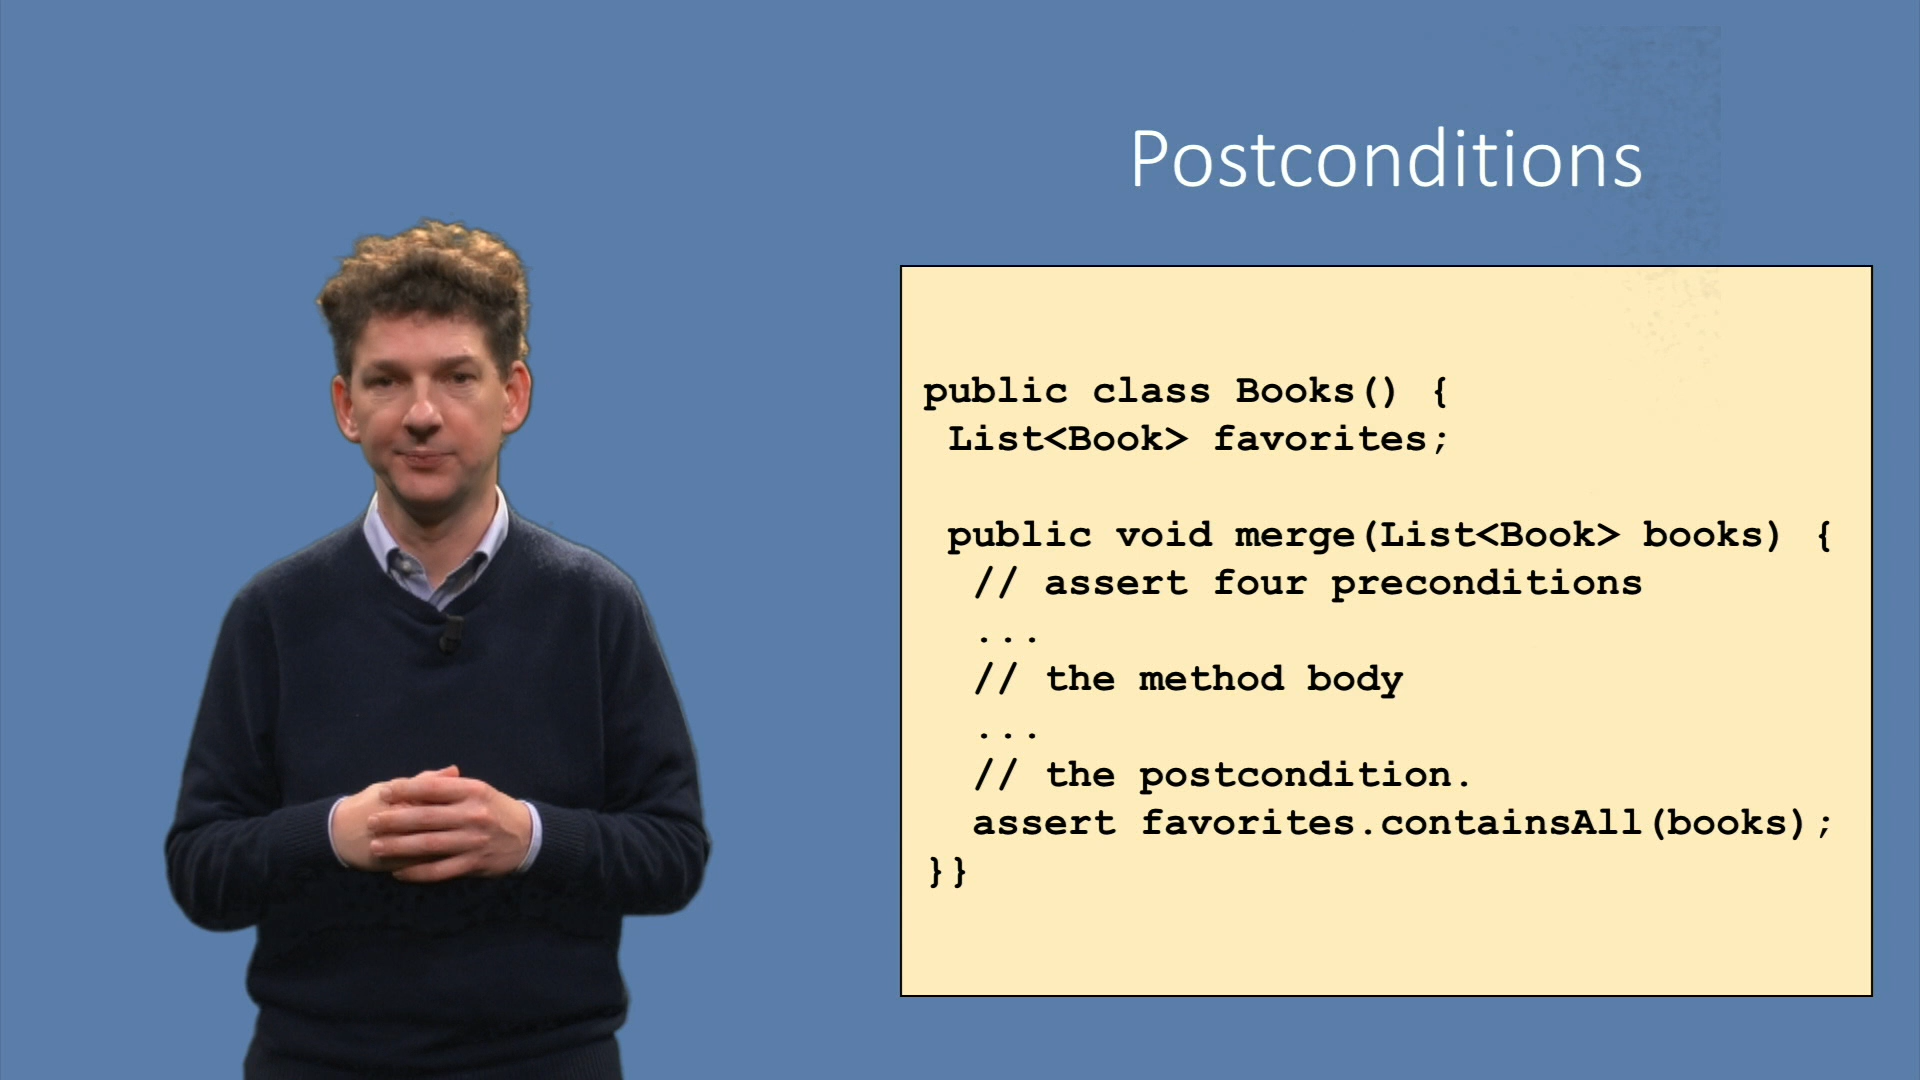 Postconditions
public class Books() {
List<Book> favorites;
public void merge(List<Book> books) {
// assert four preconditions
...
// the method body
...
// the postcondition.
assert favorites.containsAll(books);
}}